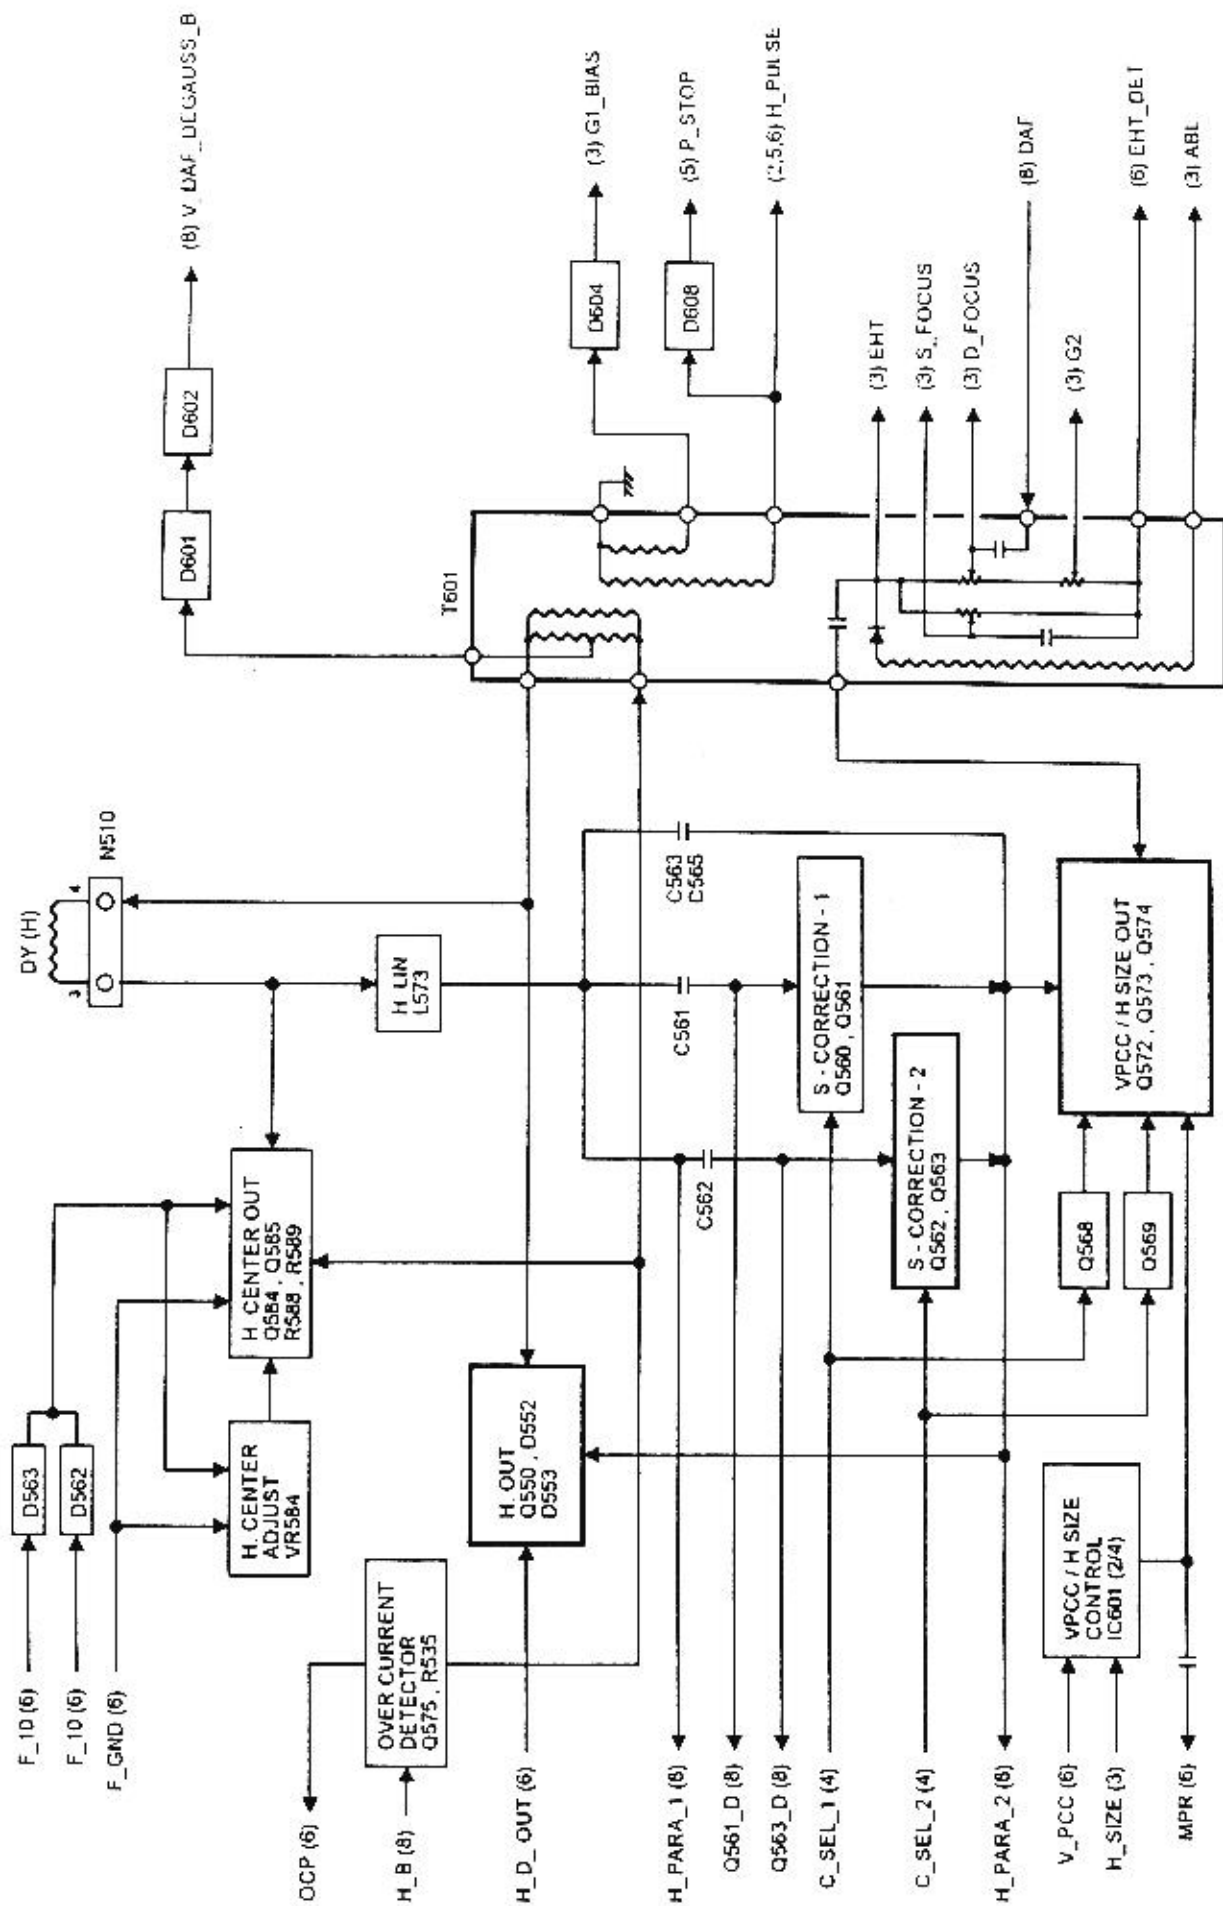 F_10 (6)
F_10 (6)
F_GND (6)
OCP (6)
H_B (8)
H_D_OUT (6)
H_PARA_1 (8)
Q561_D (8)
Q563_D (8)
C_SEL_1 (4)
C_SEL_2 (4)
H_PARA_2 (8)
V_PCC (6)
H_SIZE (3)
MPR (6)
D563
D562
H. CENTER
ADJUST
VR584
OVER CURRENT
DETECTOR
Q575 , R535
H. OUT
Q550 , D552
D553
VPCC / H SIZE
CONTROL
IC601 (2/4)
H. CENTER OUT
Q584 , Q585
R588 , R589
Q568
Q569
C562
S - CORRECTION - 2
Q562 , Q563
DY (H)
3
4
N510
H. LIN
L573
C561
C563
C565
S - CORRECTION - 1
Q560 , Q561
VPCC / H SIZE OUT
Q572 , Q573 , Q574
T601
D601
D602
D604
D608
(8) V_DAF_DEGAUSS_B
(3) G1_BIAS
(5) P_STOP
(2,5,6) H_PULSE
(3) EHT
(3) S_FOCUS
(3) D_FOCUS
(8) DAF
(3) G2
(6) EHT_DET
(3) ABL